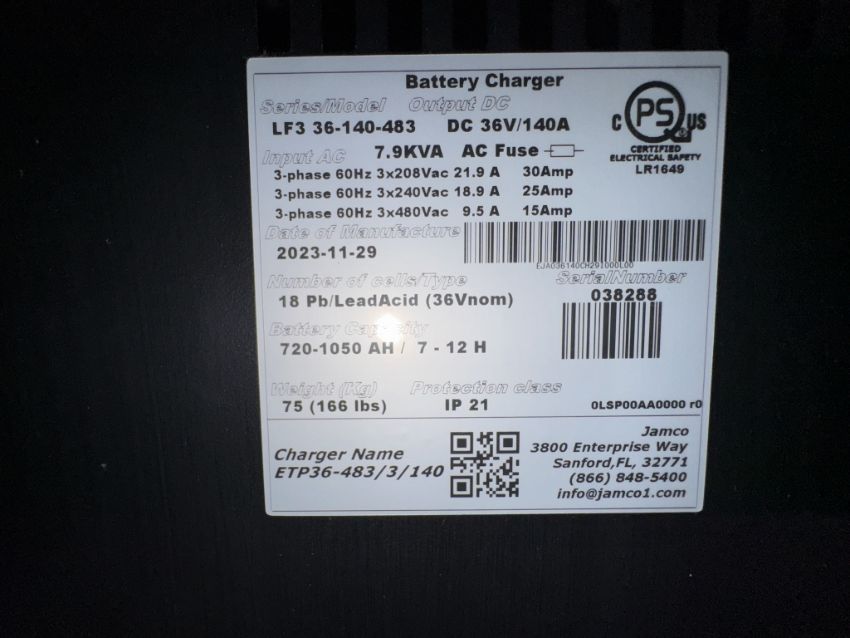 Battery Charger
Series/Model Output DC
LF3 36-140-483 DC 36V/140A
Input AC 7.9KVA AC Fuse
3-phase 60Hz 3x208Vac 21.9 A 30Amp
3-phase 60Hz 3x240Vac 18.9 A 25Amp
3-phase 60Hz 3x480Vac 9.5 A 15Amp
C PS US
CERTIFIED
ELECTRICAL SAFETY
LR1649
Date of Manufacture
2023-11-29
EJAG36140CH291000L00
Number of cells/Type
18 Pb/LeadAcid (36Vnom)
SerialNumber
038288
Battery Capacity
720-1050 AH / 7 - 12 H
Weight (Kg) Protection class
75 (166 lbs) IP 21
0LSP00AA0000 r0
Charger Name
ETP36-483/3/140
Jamco
3800 Enterprise Way
Sanford,FL, 32771
(866) 848-5400
info@jamco1.com